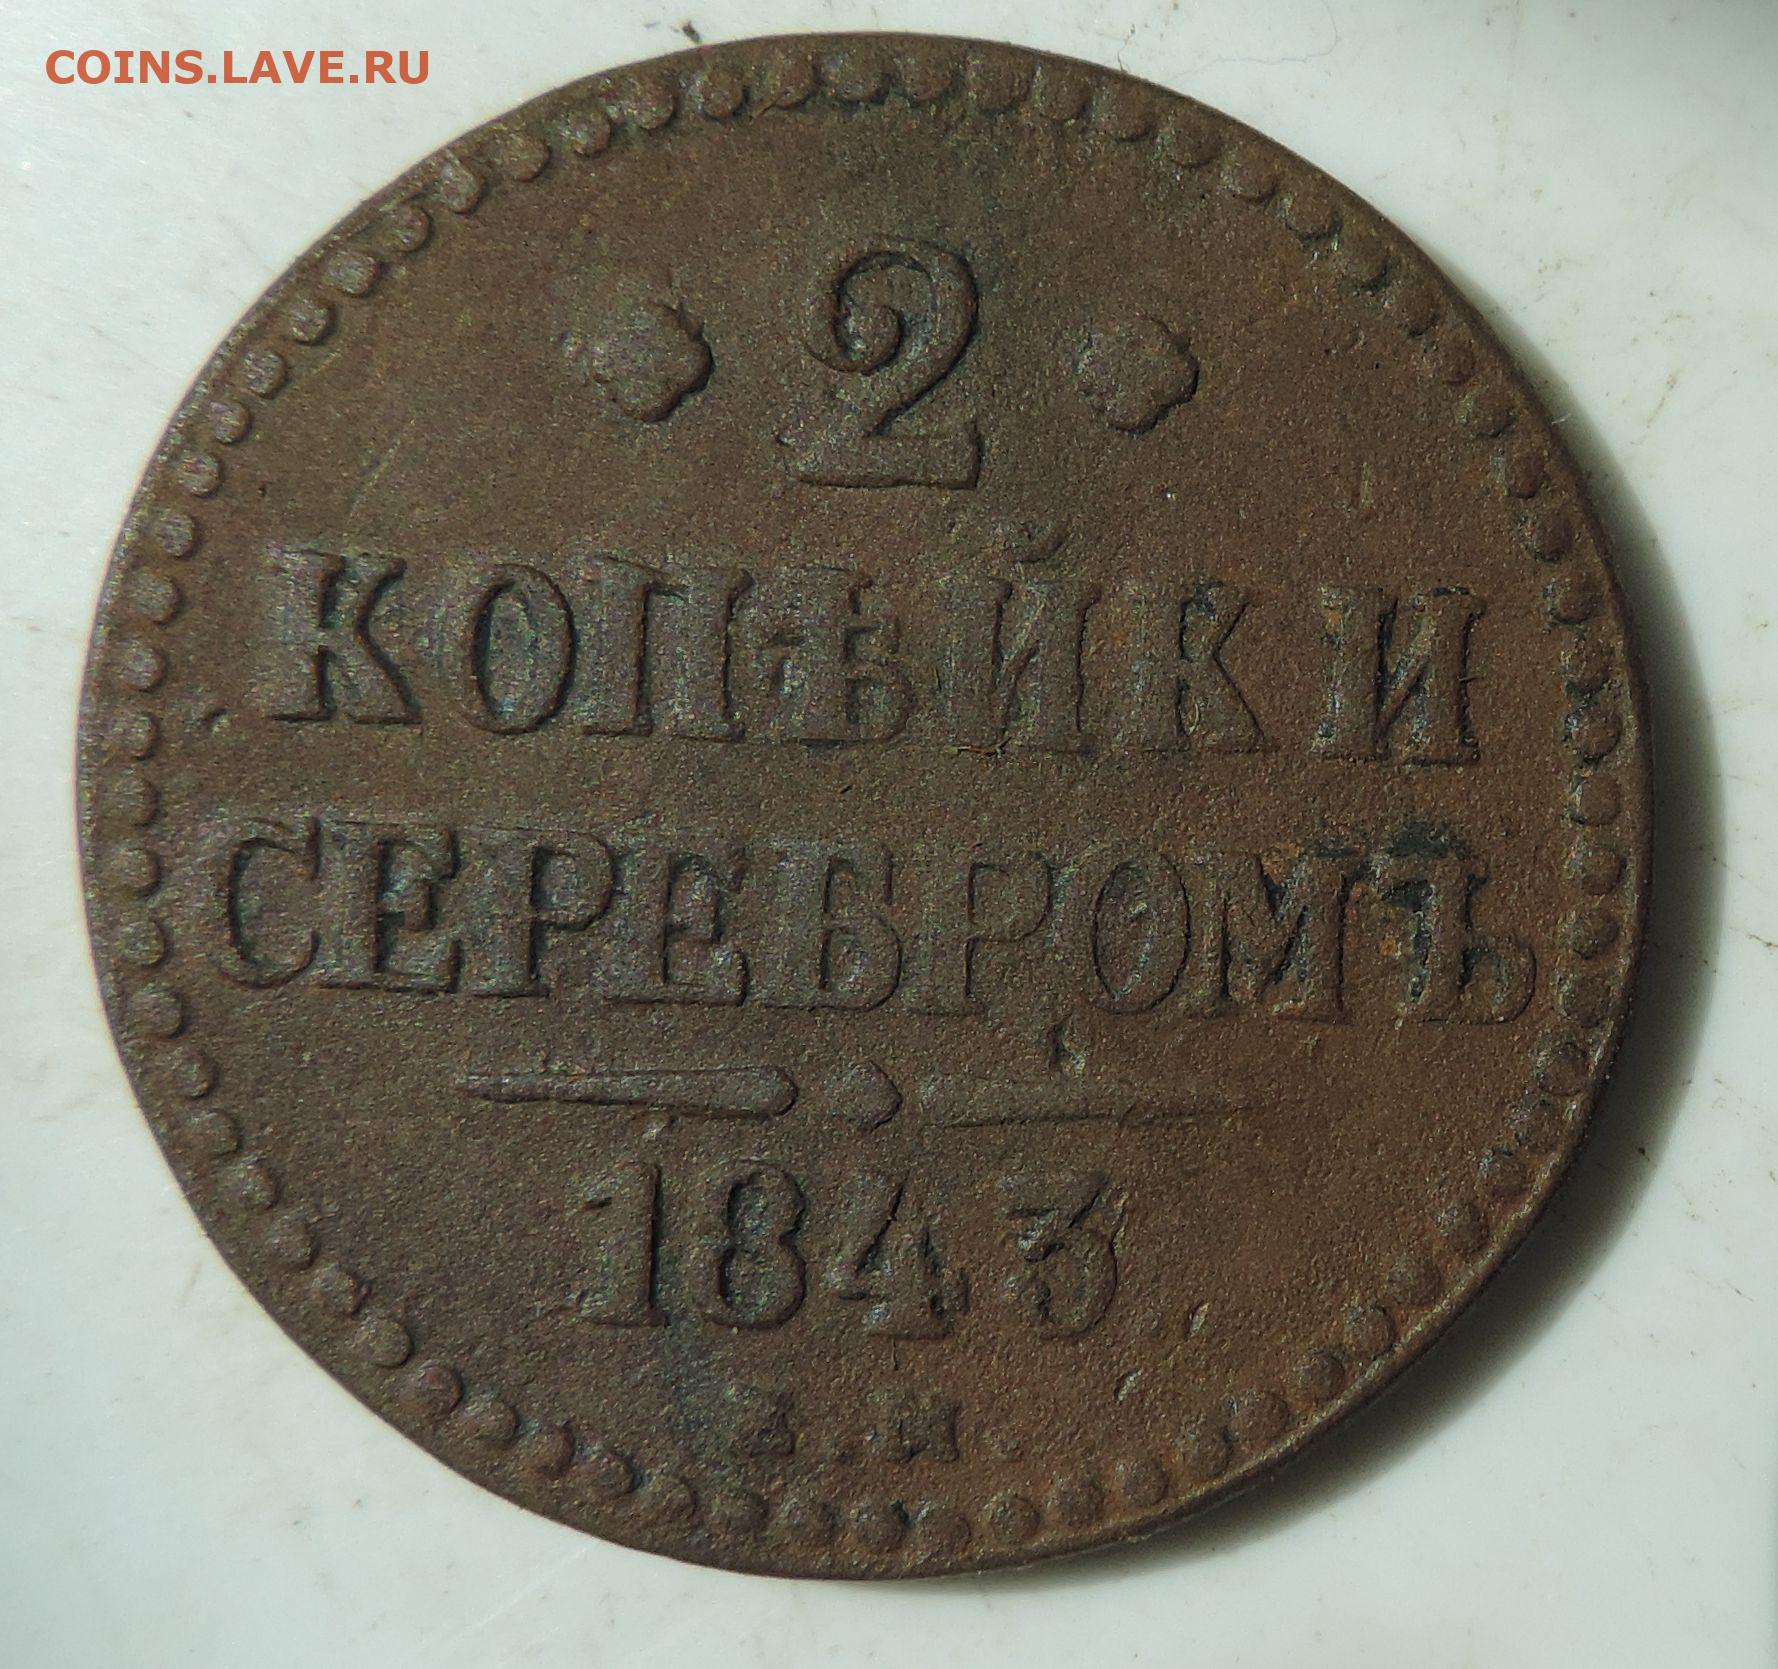 COINS.LAVE.RU
2
КОПѢЙКИ
СЕРЕБРОМЪ
1843